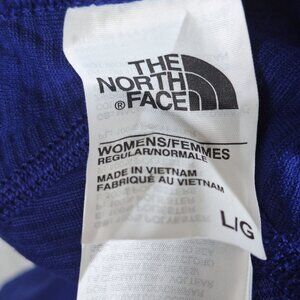 THE
NORTH
FACE
®
WOMENS/FEMMES
REGULAR/NORMALE
MADE IN VIETNAM
FABRIQUÉ AU VIETNAM
L/G